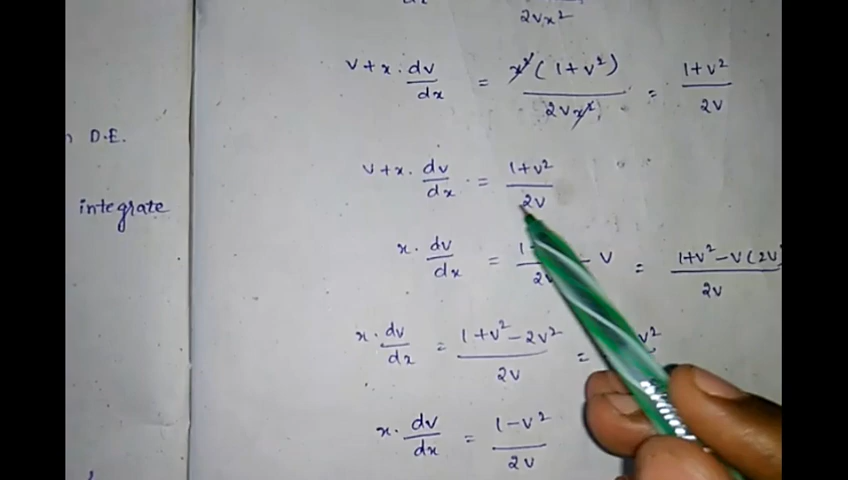 dx 2vx²
v + x · dv/dx = x²(1+v²)/2vx² = 1+v²/2v
D.E.
v + x · dv/dx = 1+v²/2v
integrate
x · dv/dx = - v = 1+v² - v(2v)/2v
x · dv/dx = 1+v² - 2v²/2v =
x · dv/dx = 1 - v²/2v